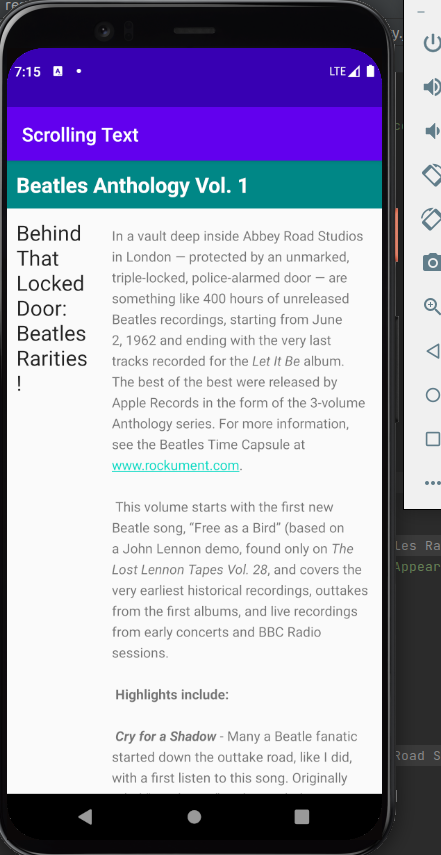 7:15
LTE
Scrolling Text
Beatles Anthology Vol. 1
Behind
That
Locked
Door:
Beatles
Rarities
!
In a vault deep inside Abbey Road Studios
in London — protected by an unmarked,
triple-locked, police-alarmed door — are
something like 400 hours of unreleased
Beatles recordings, starting from June
2, 1962 and ending with the very last
tracks recorded for the Let It Be album.
The best of the best were released by
Apple Records in the form of the 3-volume
Anthology series. For more information,
see the Beatles Time Capsule at
www.rockument.com.
This volume starts with the first new
Beatle song, “Free as a Bird” (based on
a John Lennon demo, found only on The
Lost Lennon Tapes Vol. 28, and covers the
very earliest historical recordings, outtakes
from the first albums, and live recordings
from early concerts and BBC Radio
sessions.
Highlights include:
Cry for a Shadow - Many a Beatle fanatic
started down the outtake road, like I did,
with a first listen to this song. Originally
les Ra
Appear
Road S